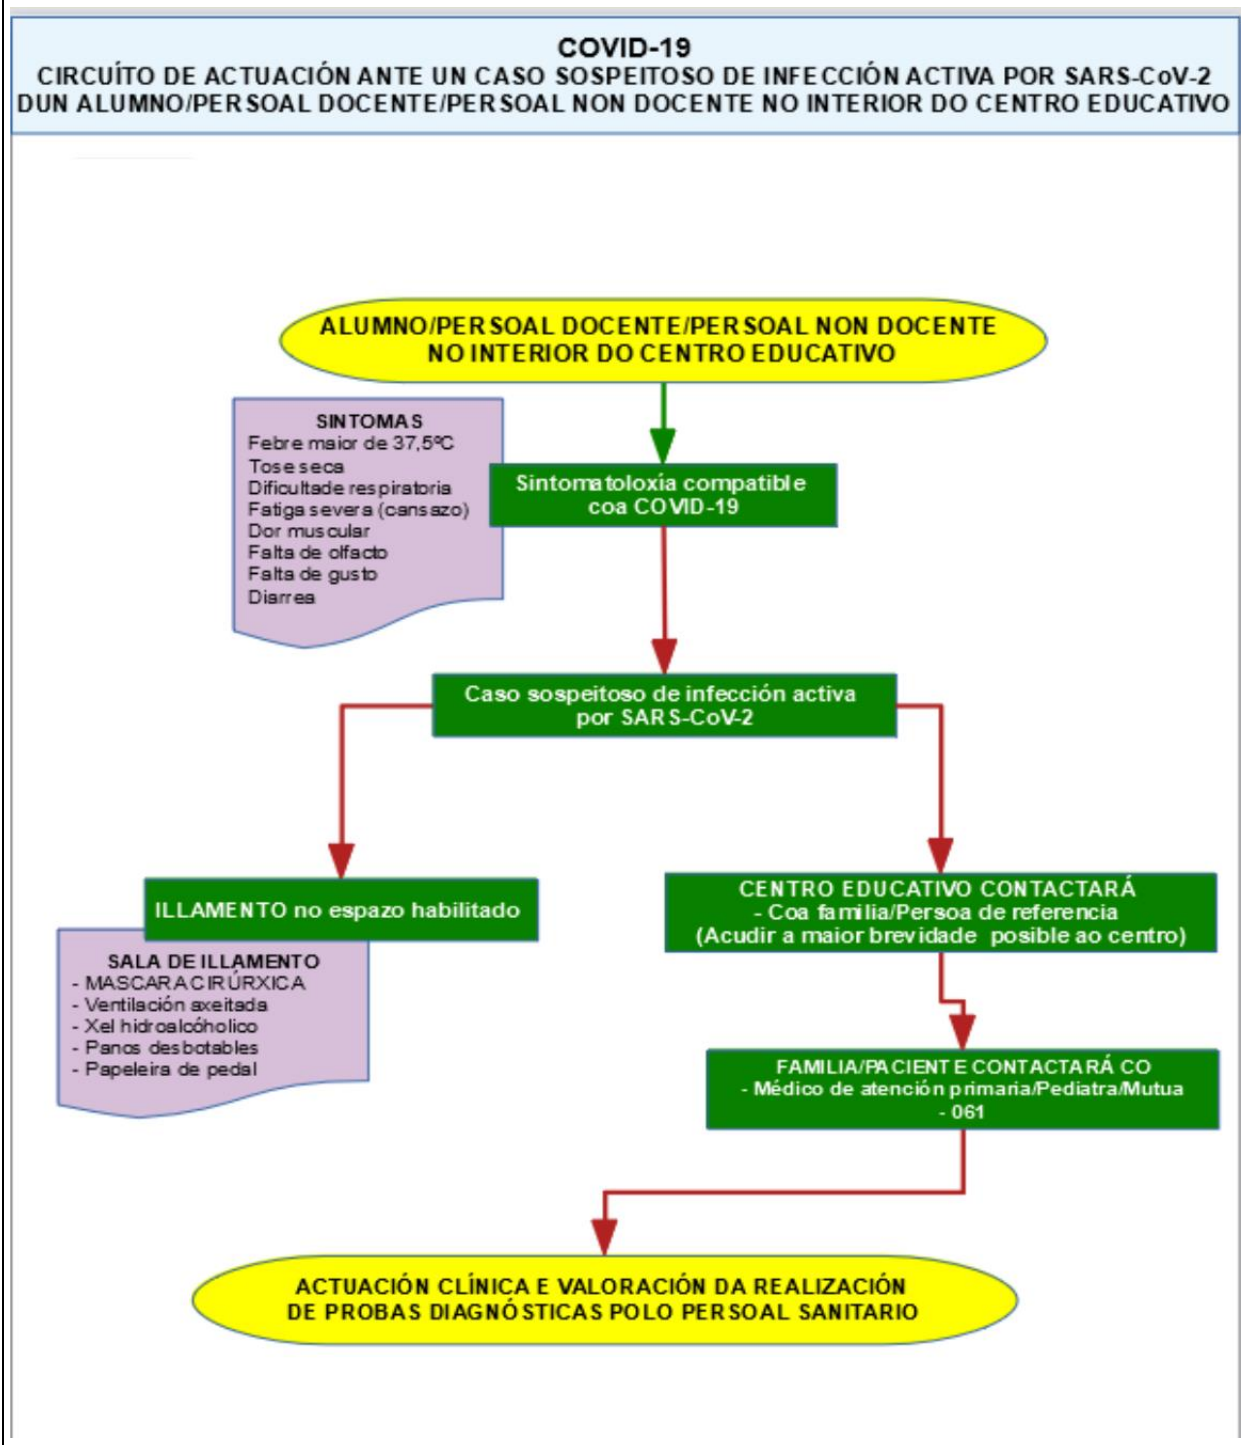 COVID-19
CIRCUÍTO DE ACTUACIÓN ANTE UN CASO SOSPEITOSO DE INFECCIÓN ACTIVA POR SARS-CoV-2
DUN ALUMNO/PERSOAL DOCENTE/PERSOAL NON DOCENTE NO INTERIOR DO CENTRO EDUCATIVO
ALUMNO/PERSOAL DOCENTE/PERSOAL NON DOCENTE
NO INTERIOR DO CENTRO EDUCATIVO
SINTOMAS
Febre maior de 37,5ºC
Tose seca
Dificultade respiratoria
Fatiga severa (cansazo)
Dor muscular
Falta de olfacto
Falta de gusto
Diarrea
Sintomatoloxía compatible
coa COVID-19
Caso sospeitoso de infección activa
por SARS-CoV-2
ILLAMENTO no espazo habilitado
SALA DE ILLAMENTO
- MASCARA CIRÚRXICA
- Ventilación axeitada
- Xel hidroalcóholico
- Panos desbotables
- Papeleira de pedal
CENTRO EDUCATIVO CONTACTARÁ
- Coa familia/Persoa de referencia
(Acudir a maior brevidade posible ao centro)
FAMILIA/PACIENTE CONTACTARÁ CO
- Médico de atención primaria/Pediatra/Mutua
- 061
ACTUACIÓN CLÍNICA E VALORACIÓN DA REALIZACIÓN
DE PROBAS DIAGNÓSTICAS POLO PERSOAL SANITARIO